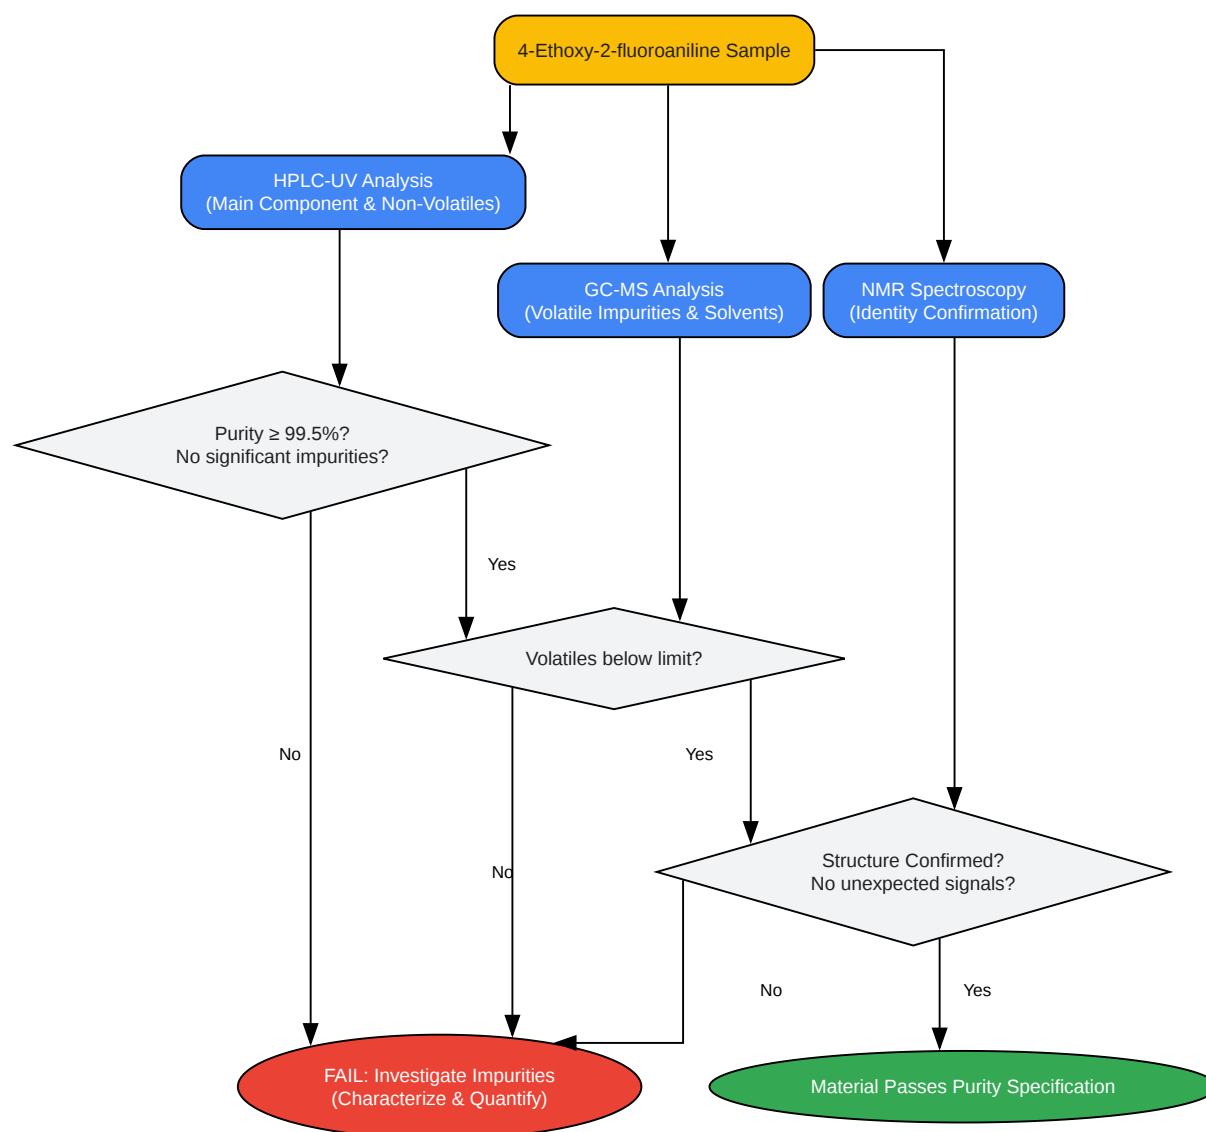 4-Ethoxy-2-fluoroaniline Sample
HPLC-UV Analysis
(Main Component & Non-Volatiles)
GC-MS Analysis
(Volatile Impurities & Solvents)
NMR Spectroscopy
(Identity Confirmation)
Purity ≥ 99.5%?
No significant impurities?
Yes
Volatiles below limit?
No
Yes
No
Structure Confirmed?
No unexpected signals?
No
Yes
FAIL: Investigate Impurities
(Characterize & Quantify)
Material Passes Purity Specification